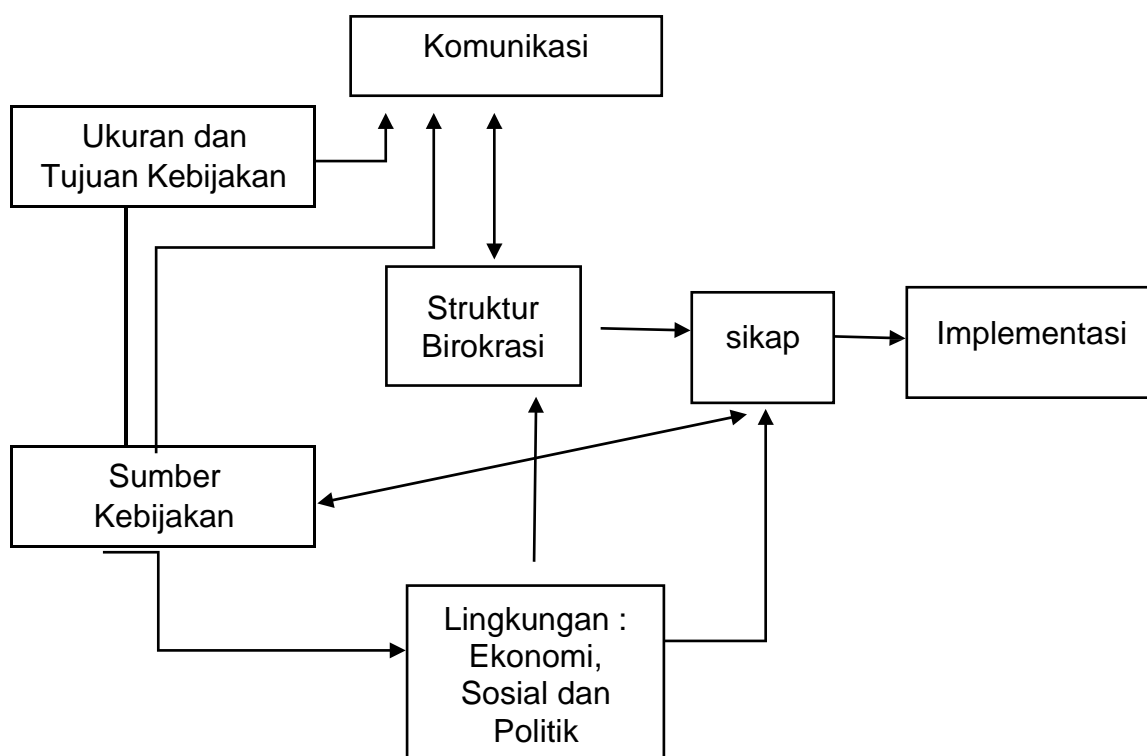 Komunikasi
Ukuran dan
Tujuan Kebijakan
Struktur
Birokrasi
sikap
Implementasi
Sumber
Kebijakan
Lingkungan :
Ekonomi,
Sosial dan
Politik